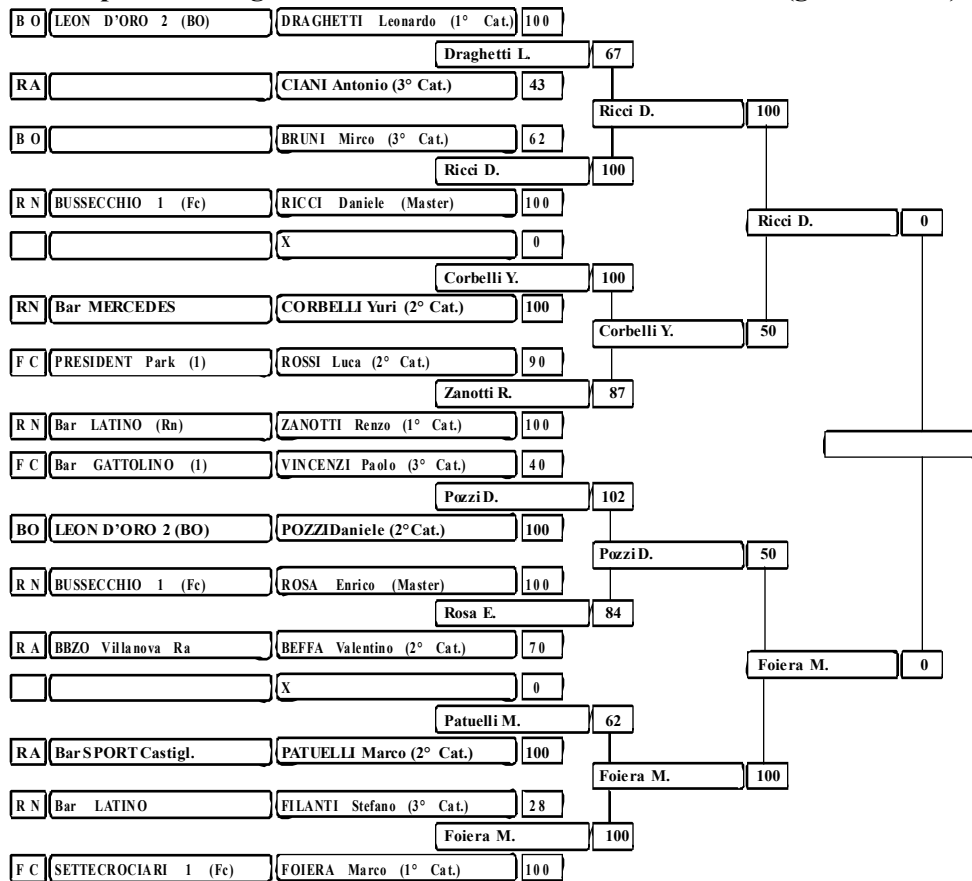 B O LEON D'ORO 2 (BO) DRAGHETTI Leonardo (1° Cat.) 100
Draghetti L. 67
RA CIANI Antonio (3° Cat.) 43
Ricci D. 100
B O BRUNI Mirco (3° Cat.) 62
Ricci D. 100
R N BUSSECCHIO 1 (Fc) RICCI Daniele (Master) 100
Ricci D. 0
X 0
Corbelli Y. 100
RN Bar MERCEDES CORBELLI Yuri (2° Cat.) 100
Corbelli Y. 50
F C PRESIDENT Park (1) ROSSI Luca (2° Cat.) 90
Zanotti R. 87
R N Bar LATINO (Rn) ZANOTTI Renzo (1° Cat.) 100
F C Bar GATTOLINO (1) VINCENZI Paolo (3° Cat.) 40
Pozzi D. 102
BO LEON D'ORO 2 (BO) POZZIDaniele (2°Cat.) 100
Pozzi D. 50
R N BUSSECCHIO 1 (Fc) ROSA Enrico (Master) 100
Rosa E. 84
R A BBZO Villanova Ra BEFFA Valentino (2° Cat.) 70
Foiera M. 0
X 0
Patuelli M. 62
RA Bar SPORT Castigl. PATUELLI Marco (2° Cat.) 100
Foiera M. 100
R N Bar LATINO FILANTI Stefano (3° Cat.) 28
Foiera M. 100
F C SETTECROCIARI 1 (Fc) FOIERA Marco (1° Cat.) 100